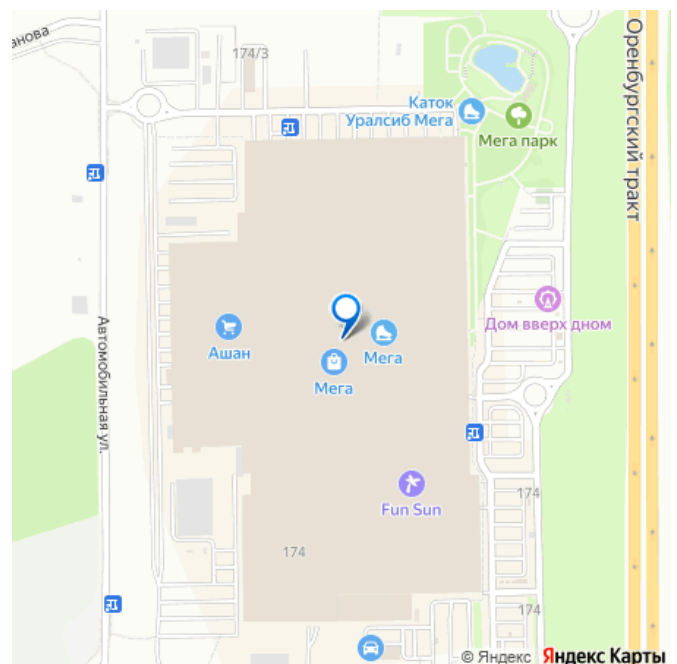 анова
174/3
Каток
Уралсиб Мега
Мега парк
Оренбургский тракт
Дом вверх дном
Автомобильная ул.
Ашан
Мега
Мега
Fun Sun
174
174
174
© Яндекс Яндекс Карты